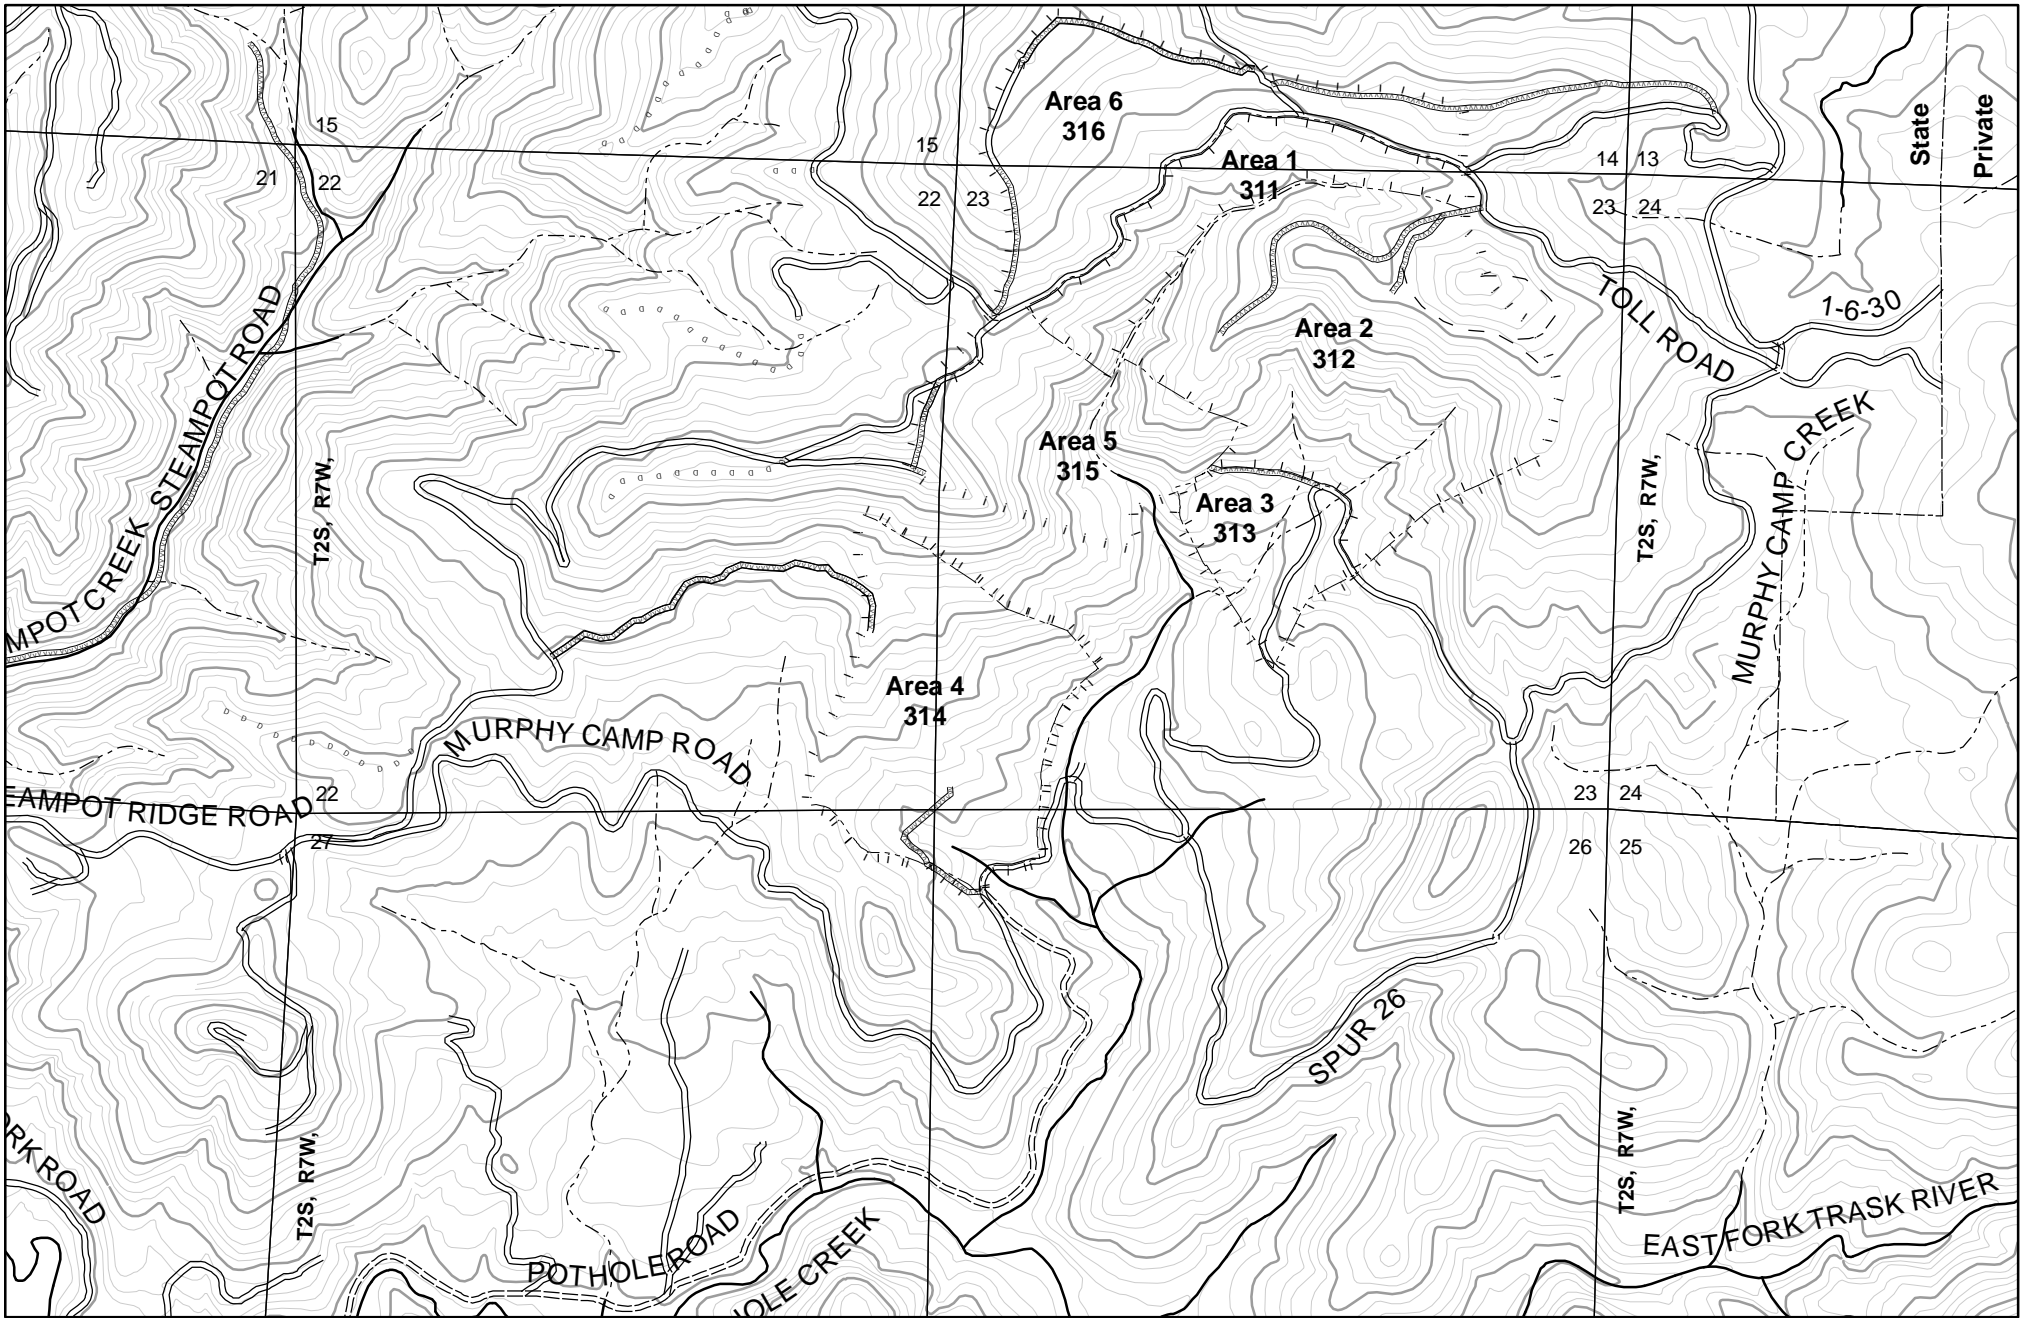 Area 6
316
15
15
Area 1
311
14
13
State
Private
21
22
22
23
23
24
TOLL ROAD
1-6-30
Area 2
312
STEAMPOT ROAD
MURPHY CAMP CREEK
Area 5
315
T2S, R7W,
T2S, R7W,
Area 3
313
MPOT CREEK
Area 4
314
MURPHY CAMP ROAD
EAMPOT RIDGE ROAD
22
27
23
24
26
25
SPUR 26
ORK ROAD
T2S, R7W,
T2S, R7W,
POTHOLE ROAD
HOLE CREEK
EAST FORK TRASK RIVER